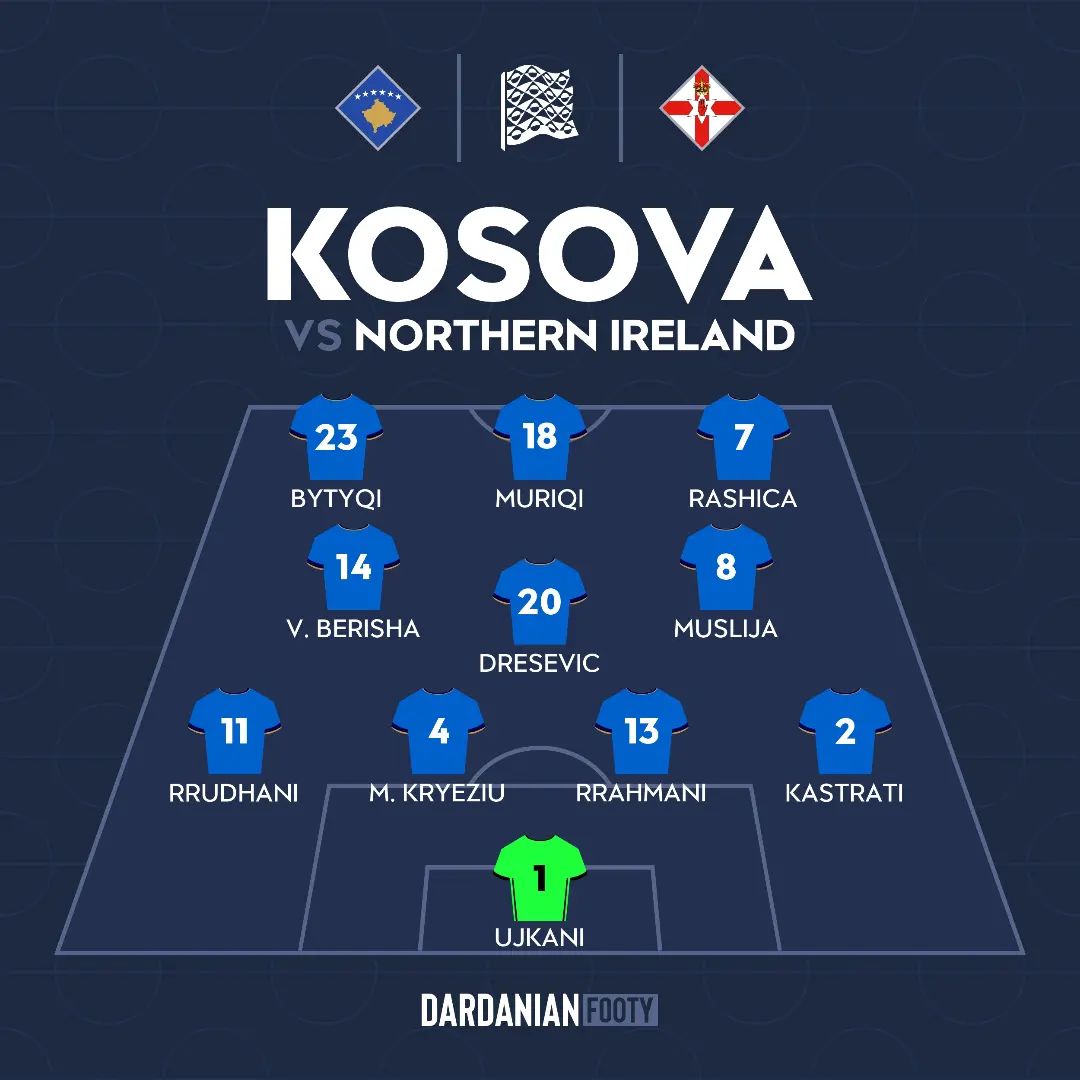 KOSOVA
VS NORTHERN IRELAND
23 18 7
BYTYQI MURIQI RASHICA
14 8
20
V. BERISHA MUSLIJA
DRESEVIC
11 4 13 2
RRUDHANI M. KRYEZIU RRAHMANI KASTRATI
1
UJKANI
DARDANIAN FOOTY